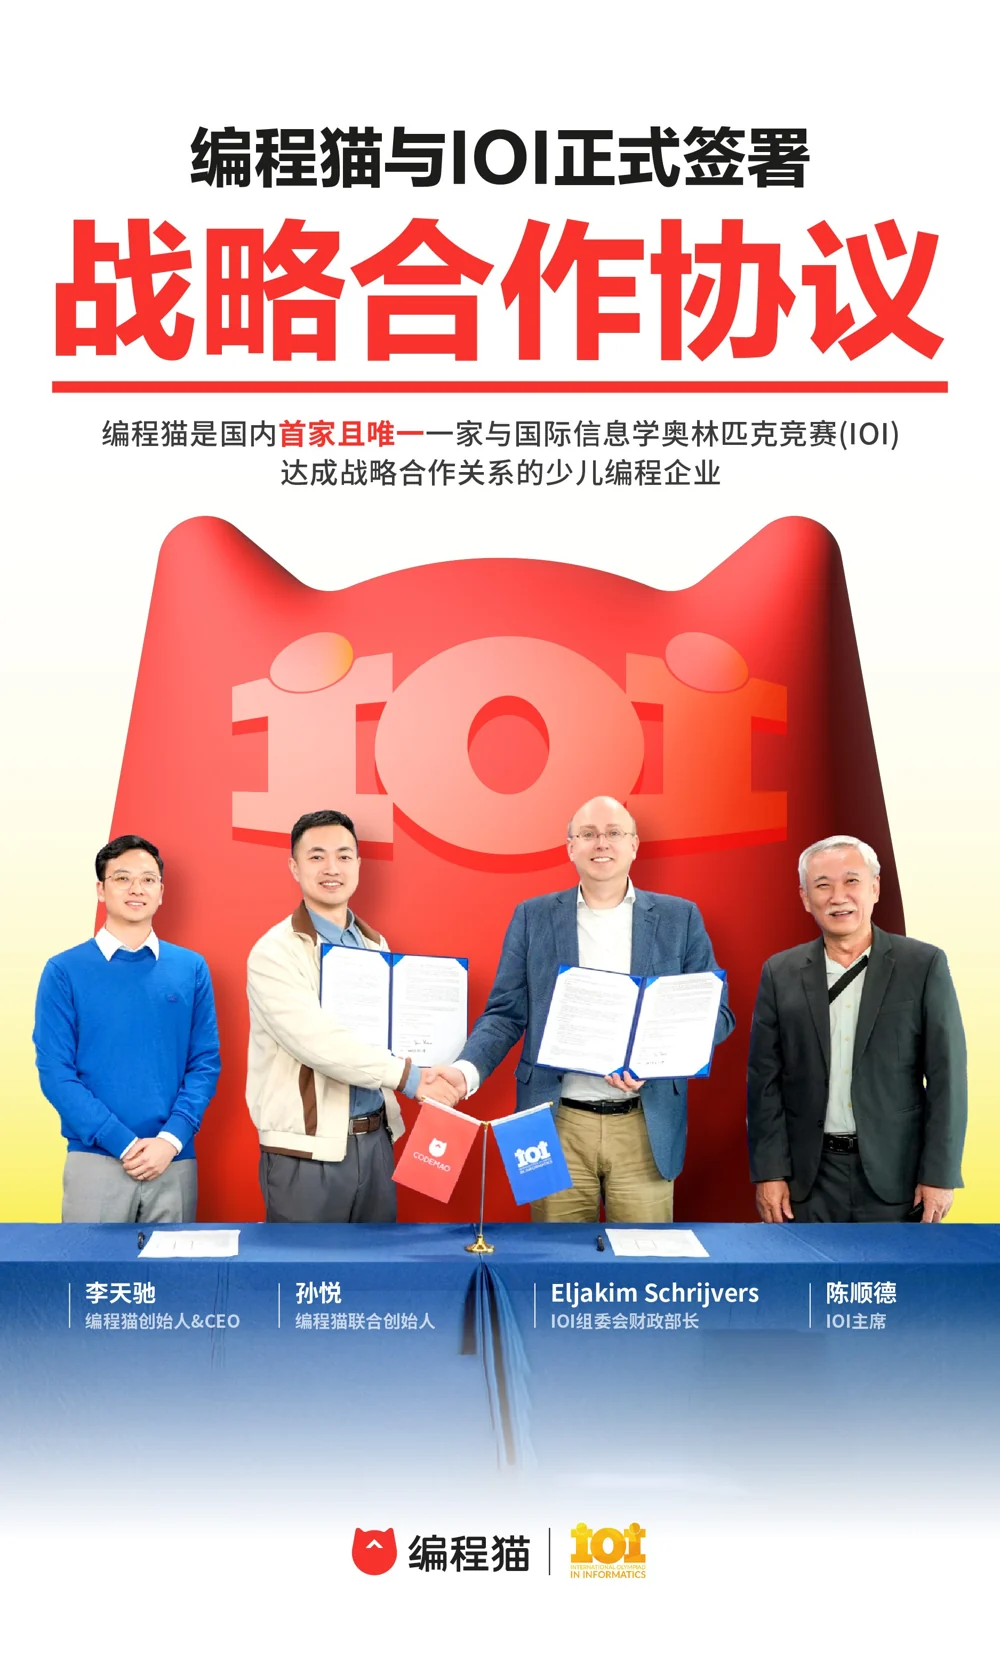 编程猫与IOI正式签署
战略合作协议
编程猫是国内首家且唯一一家与国际信息学奥林匹克竞赛(IOI)
达成战略合作关系的少儿编程企业
ioi
CODEMAO
ioi
IN INFORMATICS
李天驰
编程猫创始人&CEO
孙悦
编程猫联合创始人
Eljakim Schrijvers
IOI组委会财政部长
陈顺德
IOI主席
编程猫
ioi
INTERNATIONAL OLYMPIAD
IN INFORMATICS